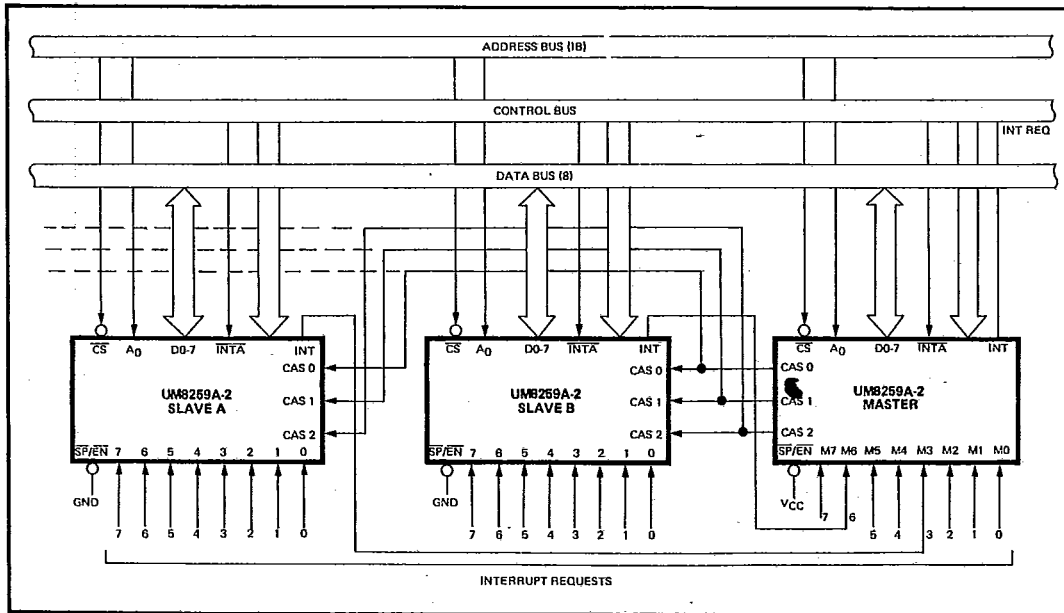 ADDRESS BUS (18)
CONTROL BUS
INT REQ
DATA BUS (8)
CS A0 D0-7 INTA INT
CAS 0
UM8259A-2
SLAVE A
CAS 1
CAS 2
SP/EN 7 6 5 4 3 2 1 0
GND
7 6 5 4 3 2 1 0
CS A0 D0-7 INTA INT
CAS 0
UM8259A-2
SLAVE B
CAS 1
CAS 2
SP/EN 7 6 5 4 3 2 1 0
GND
7 6 5 4 3 2 1 0
CS A0 D0-7 INTA INT
CAS 0
UM8259A-2
MASTER
CAS 1
CAS 2
SP/EN M7 M6 M5 M4 M3 M2 M1 M0
VCC
7 6 5 4 3 2 1 0
INTERRUPT REQUESTS